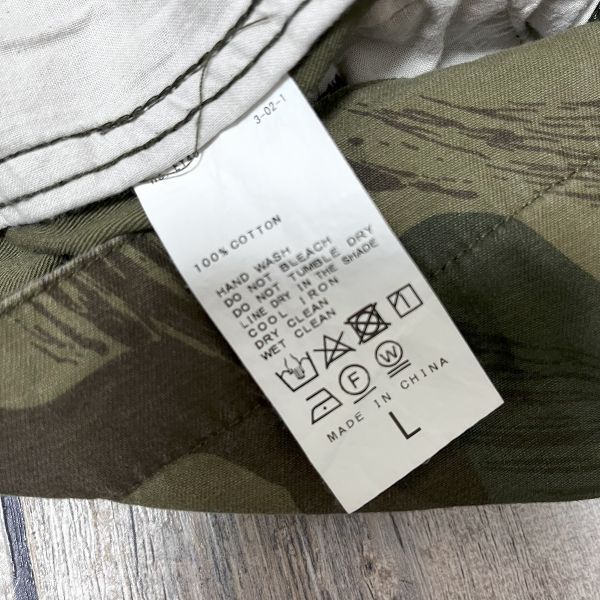 3-02-1
100% COTTON
HAND WASH
DO NOT BLEACH
DO NOT TUMBLE DRY
LINE DRY IN THE SHADE
COOL IRON
DRY CLEAN
WET CLEAN
F W
MADE IN CHINA
L